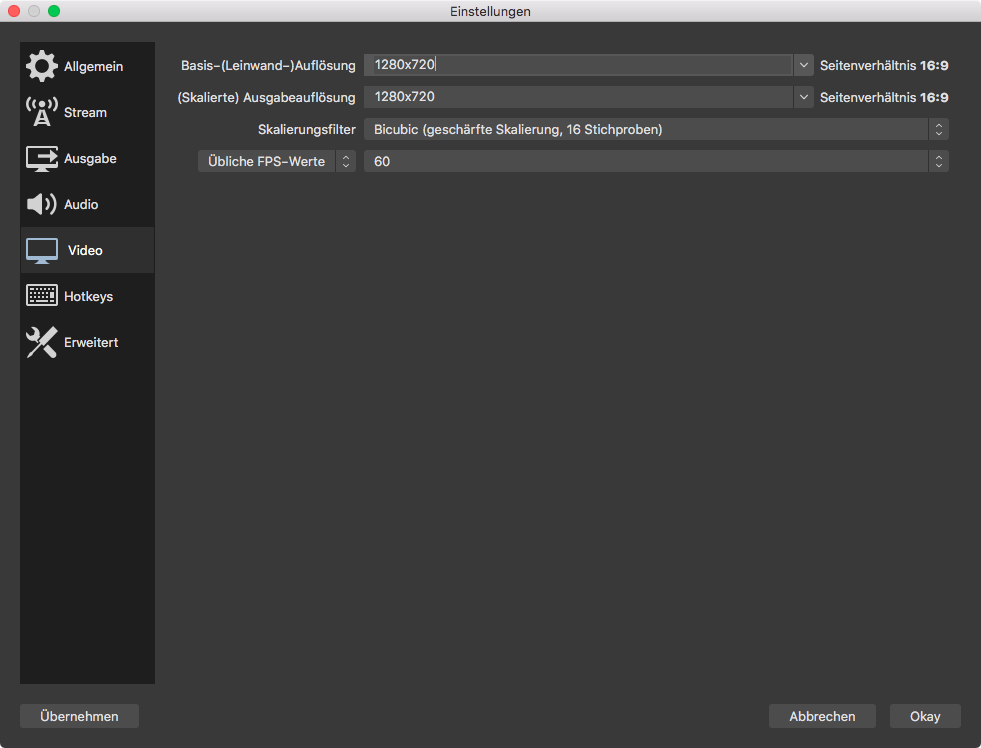 Einstellungen
Allgemein
Stream
Ausgabe
Audio
Video
Hotkeys
Erweitert
Basis-(Leinwand-)Auflösung 1280x720 Seitenverhältnis 16:9
(Skalierte) Ausgabeauflösung 1280x720 Seitenverhältnis 16:9
Skalierungsfilter Bicubic (geschärfte Skalierung, 16 Stichproben)
Übliche FPS-Werte 60
Übernehmen Abbrechen Okay